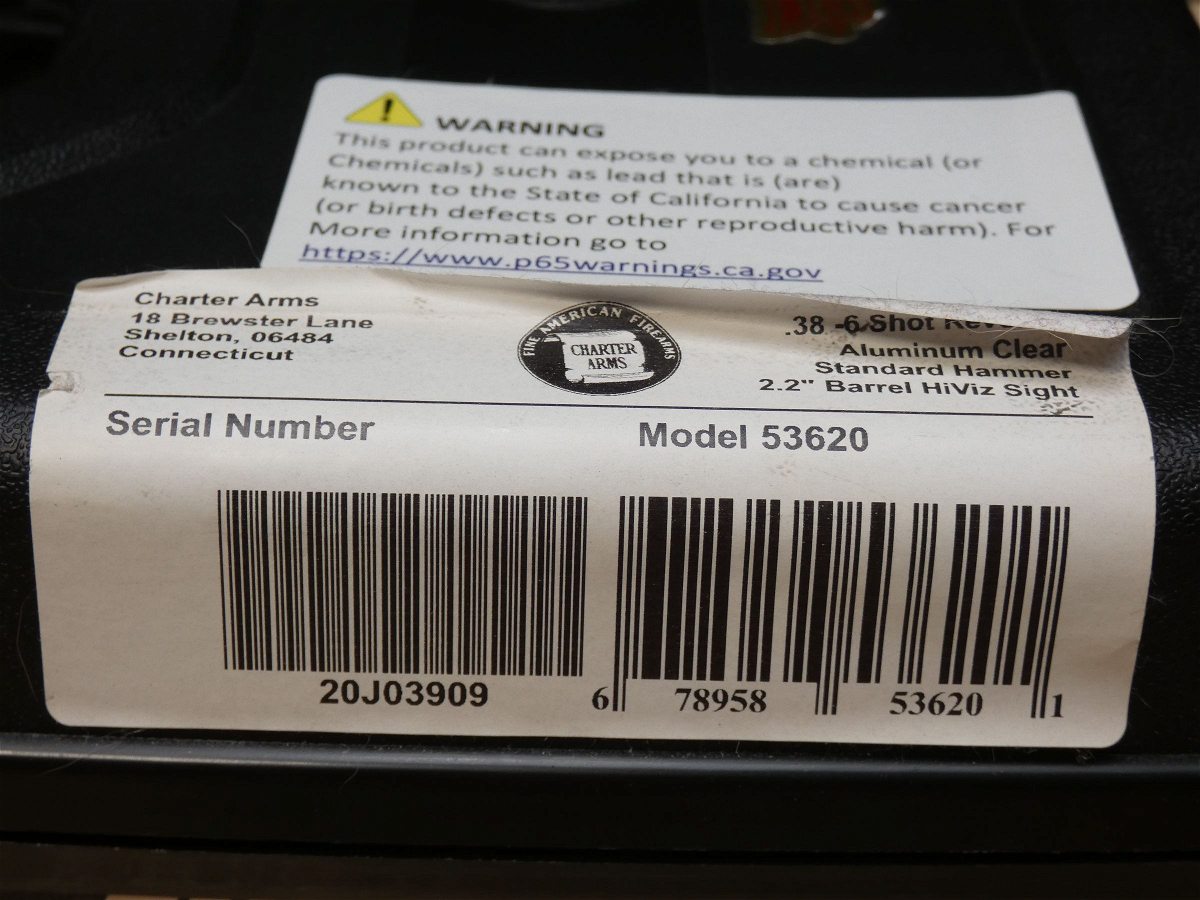 WARNING
This product can expose you to a chemical (or
Chemicals) such as lead that is (are)
known to the State of California to cause cancer
(or birth defects or other reproductive harm). For
More information go to
https://www.p65warnings.ca.gov
Charter Arms
18 Brewster Lane
Shelton, 06484
Connecticut
FINE AMERICAN FIREARMS
CHARTER
ARMS
.38 -6 Shot
Aluminum Clear
Standard Hammer
2.2" Barrel HiViz Sight
Serial Number
Model 53620
20J03909
6 78958 53620 1